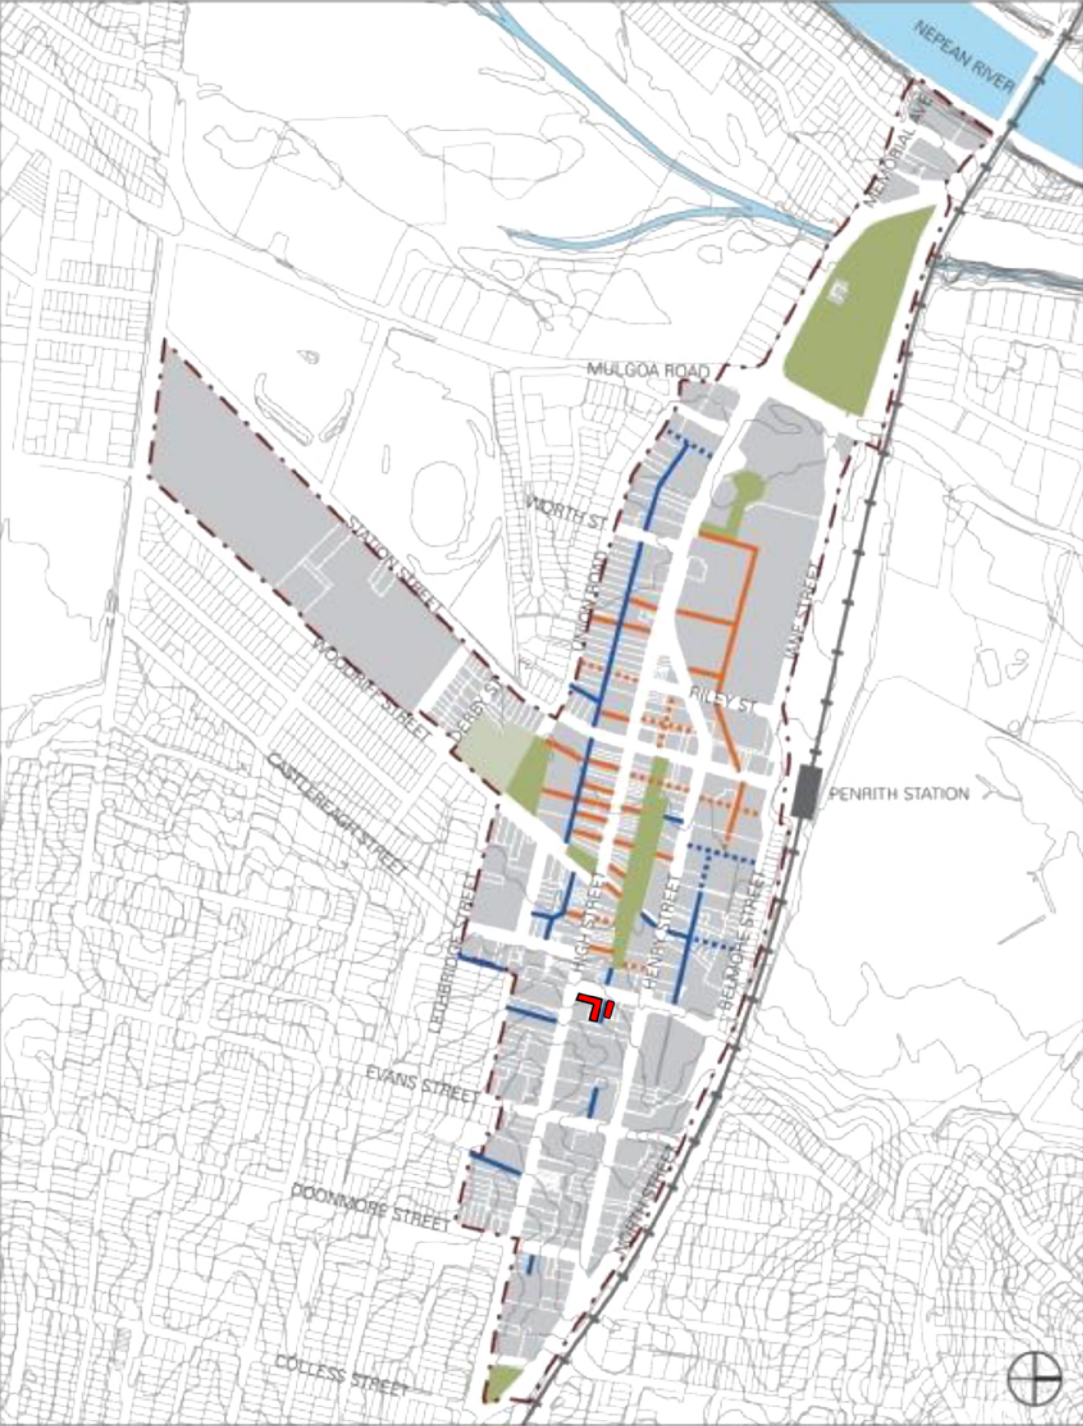 NEPEAN RIVER
MEMORIAL AVE
MULGOA ROAD
WORTH ST
STATION STREET
UNION ROAD
JANE STREET
WOODRIFF STREET
DERBY ST
RILEY ST
CASTLEREAGH STREET
PENRITH STATION
LETHBRIDGE STREET
HIGH STREET
HENRY STREET
BELMORE STREET
EVANS STREET
DOONMORE STREET
NORTH STREET
COLLESS STREET